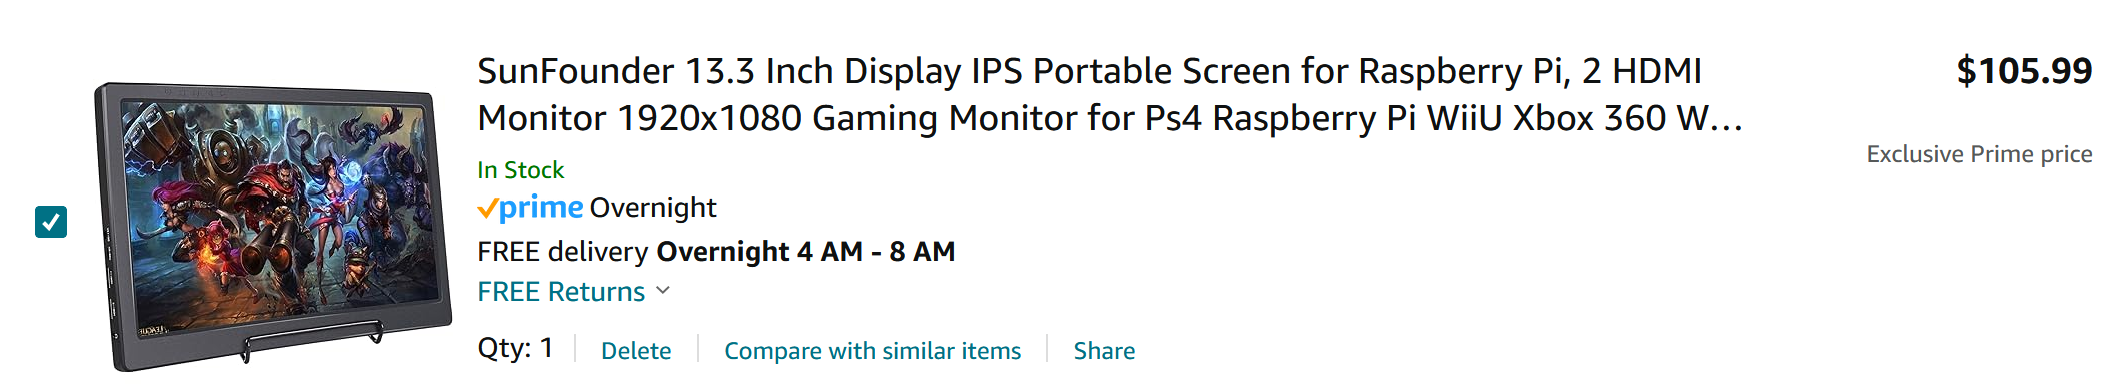 SunFounder 13.3 Inch Display IPS Portable Screen for Raspberry Pi, 2 HDMI
Monitor 1920x1080 Gaming Monitor for Ps4 Raspberry Pi WiiU Xbox 360 W...
$105.99
Exclusive Prime price
In Stock
prime Overnight
FREE delivery Overnight 4 AM - 8 AM
FREE Returns
Qty: 1
Delete
Compare with similar items
Share